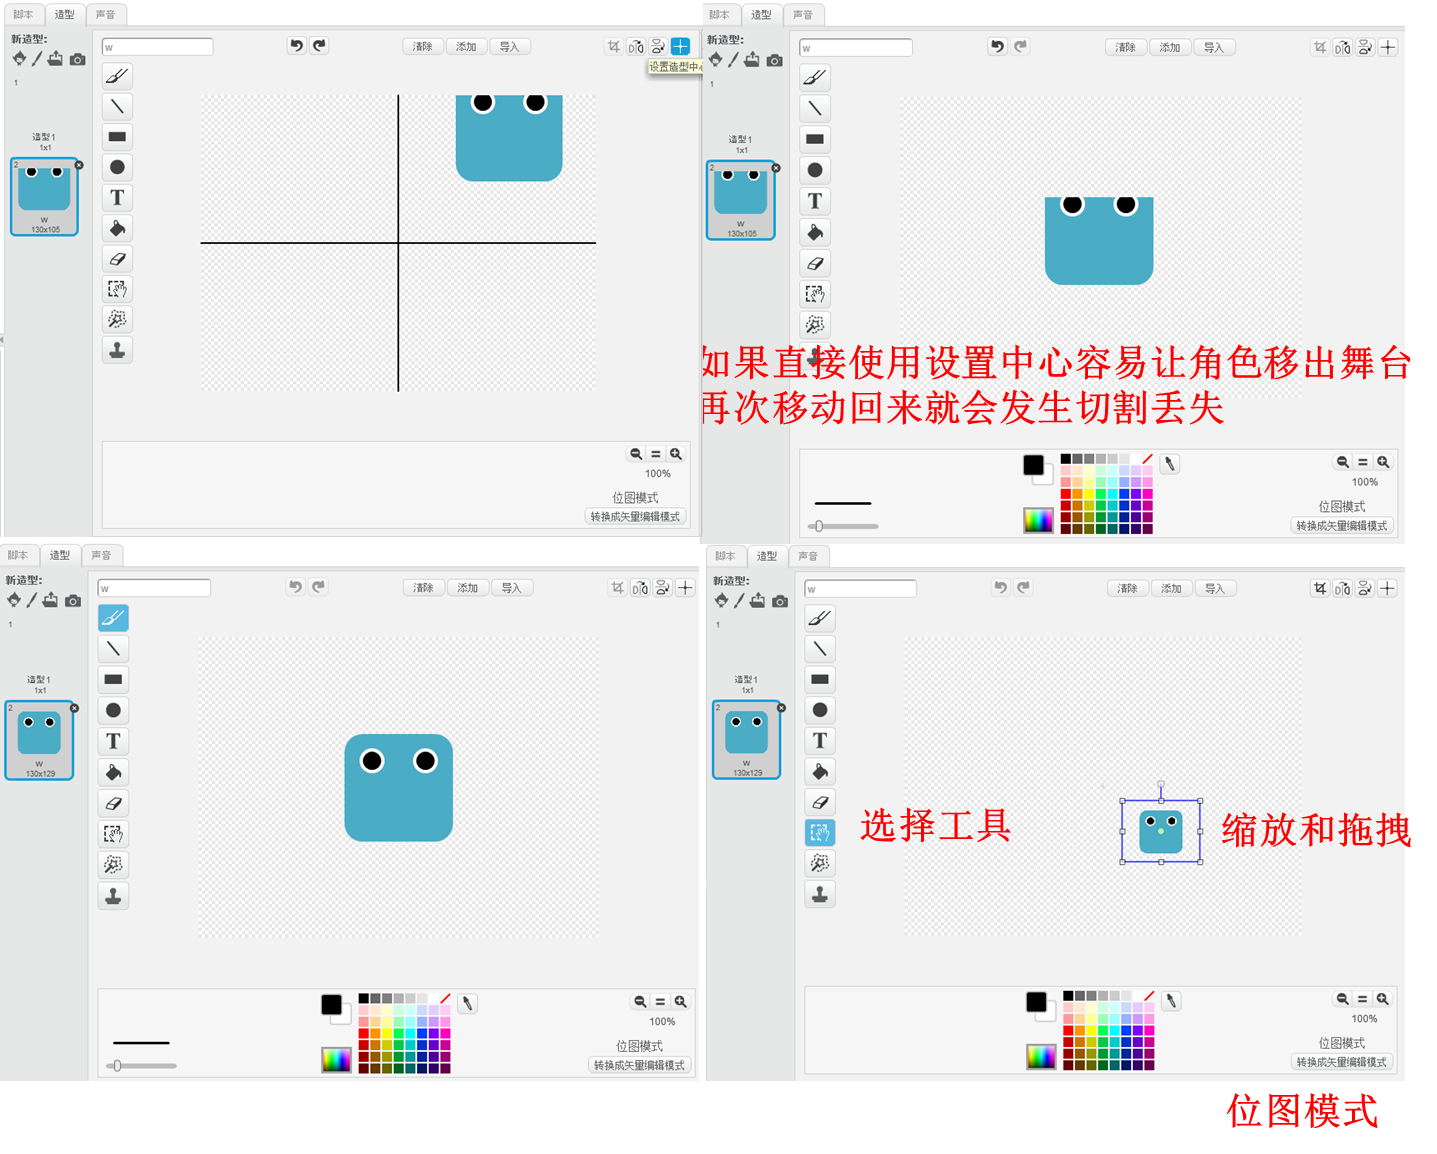 脚本 造型 声音
新造型:
w
清除 添加 导入
设置造型中心
1
造型1
1x1
2
w
130x105
T
100%
位图模式
转换成矢量编辑模式
脚本 造型 声音
新造型:
w
清除 添加 导入
1
造型1
1x1
2
w
130x105
T
如果直接使用设置中心容易让角色移出舞台
再次移动回来就会发生切割丢失
100%
位图模式
转换成矢量编辑模式
脚本 造型 声音
新造型:
w
清除 添加 导入
1
造型1
1x1
2
w
130x129
T
100%
位图模式
转换成矢量编辑模式
脚本 造型 声音
新造型:
w
清除 添加 导入
1
造型1
1x1
2
w
130x129
T
选择工具
缩放和拖拽
100%
位图模式
转换成矢量编辑模式
位图模式